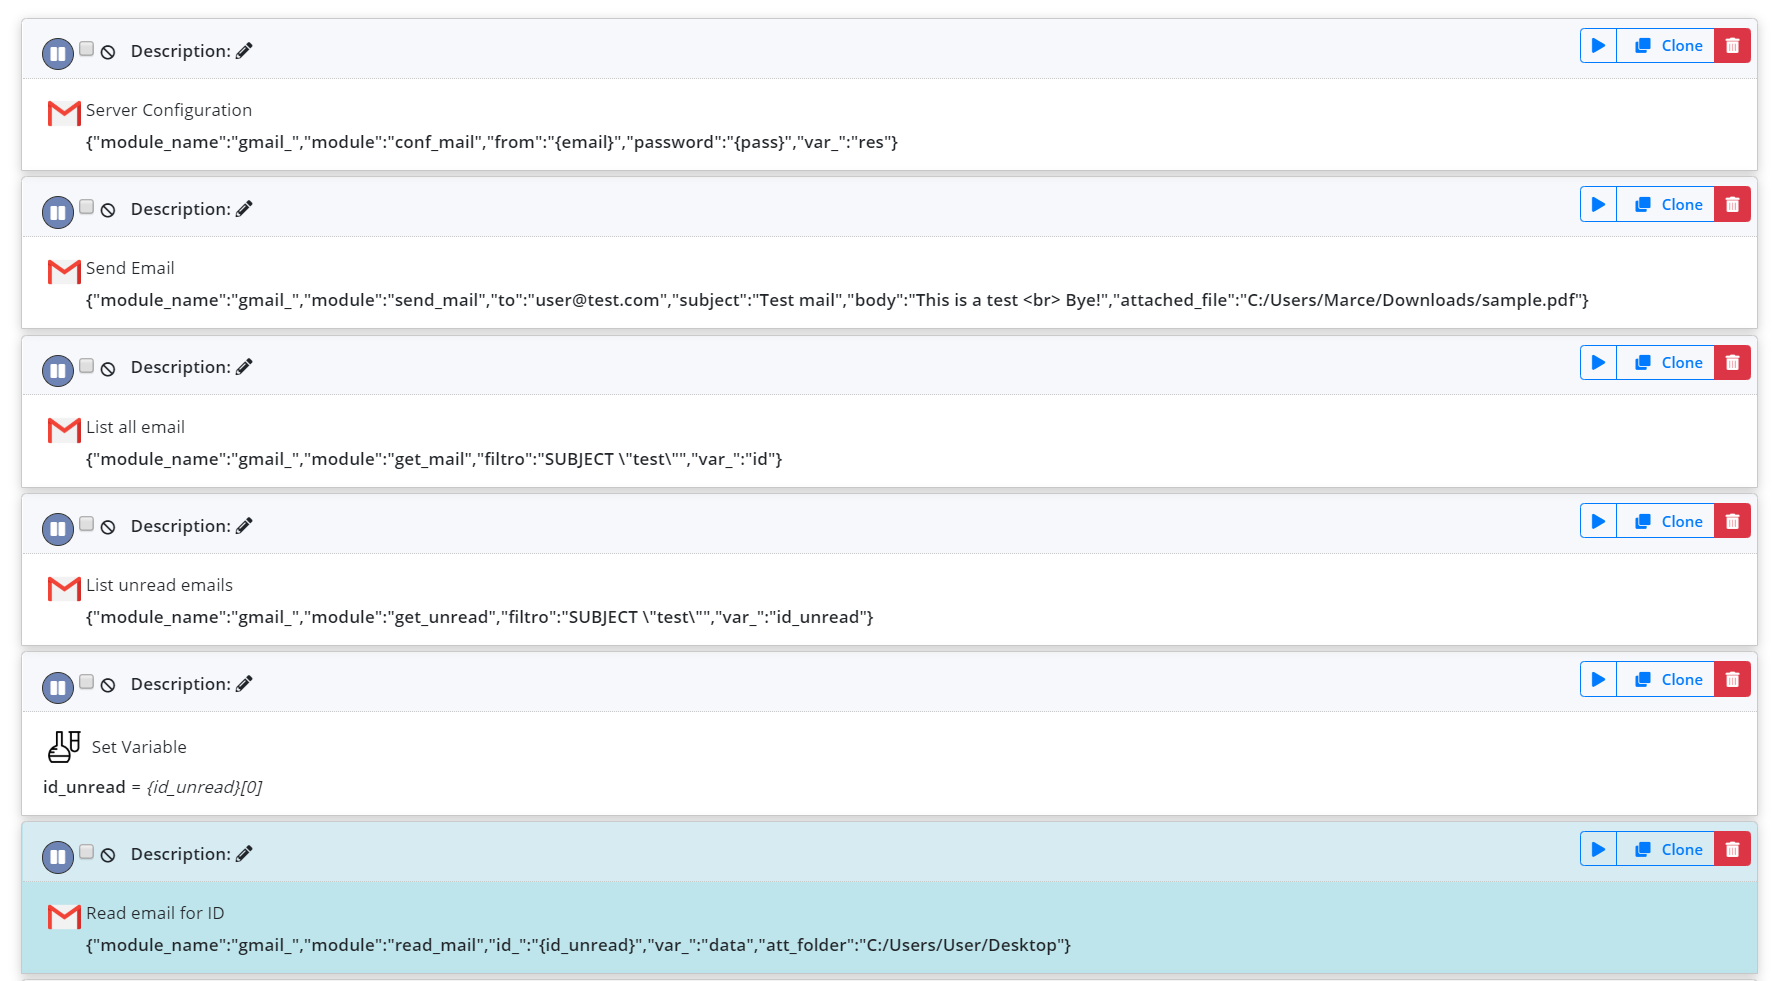 Description:
Clone
Server Configuration
{"module_name":"gmail_","module":"conf_mail","from":"{email}","password":"{pass}","var_":"res"}
Description:
Clone
Send Email
{"module_name":"gmail_","module":"send_mail","to":"user@test.com","subject":"Test mail","body":"This is a test <br> Bye!","attached_file":"C:/Users/Marce/Downloads/sample.pdf"}
Description:
Clone
List all email
{"module_name":"gmail_","module":"get_mail","filtro":"SUBJECT \"test\"","var_":"id"}
Description:
Clone
List unread emails
{"module_name":"gmail_","module":"get_unread","filtro":"SUBJECT \"test\"","var_":"id_unread"}
Description:
Clone
Set Variable
id_unread = {id_unread}[0]
Description:
Clone
Read email for ID
{"module_name":"gmail_","module":"read_mail","id_":"{id_unread}","var_":"data","att_folder":"C:/Users/User/Desktop"}